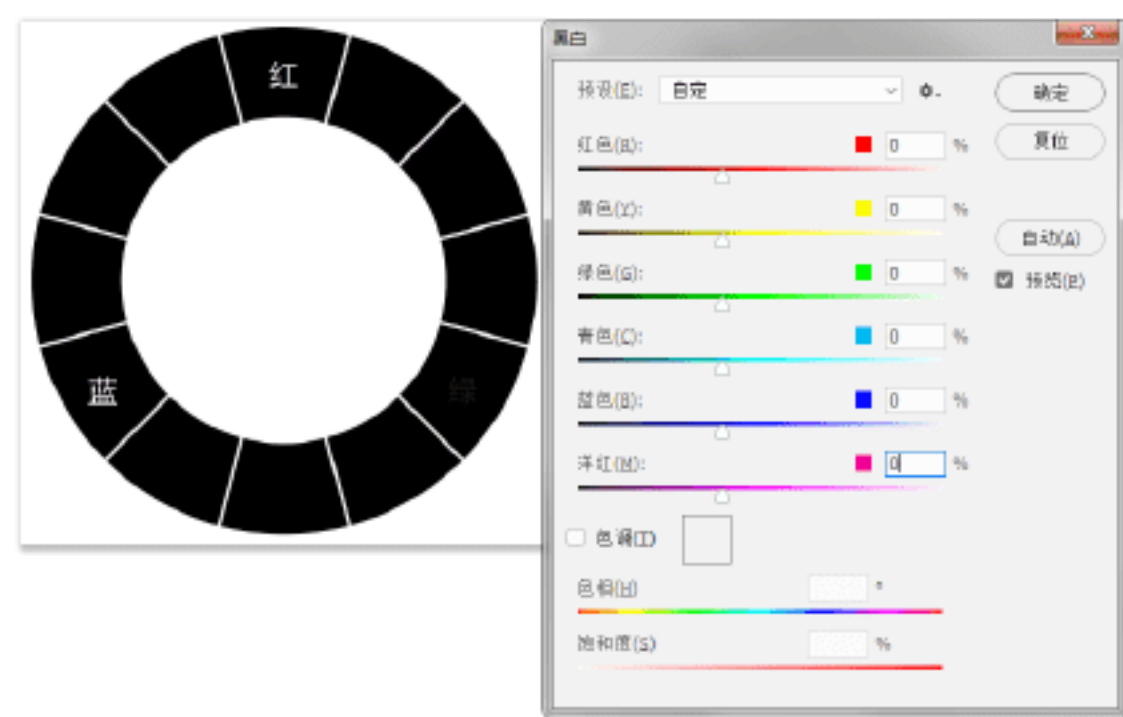 红
蓝
绿
黑白
预设(E): 自定
确定
复位
红色(R): 0 %
黄色(Y): 0 %
自动(A)
绿色(G): 0 %
预览(P)
青色(C): 0 %
蓝色(B): 0 %
洋红(M): 0 %
色调(T)
色相(H) °
饱和度(S) %